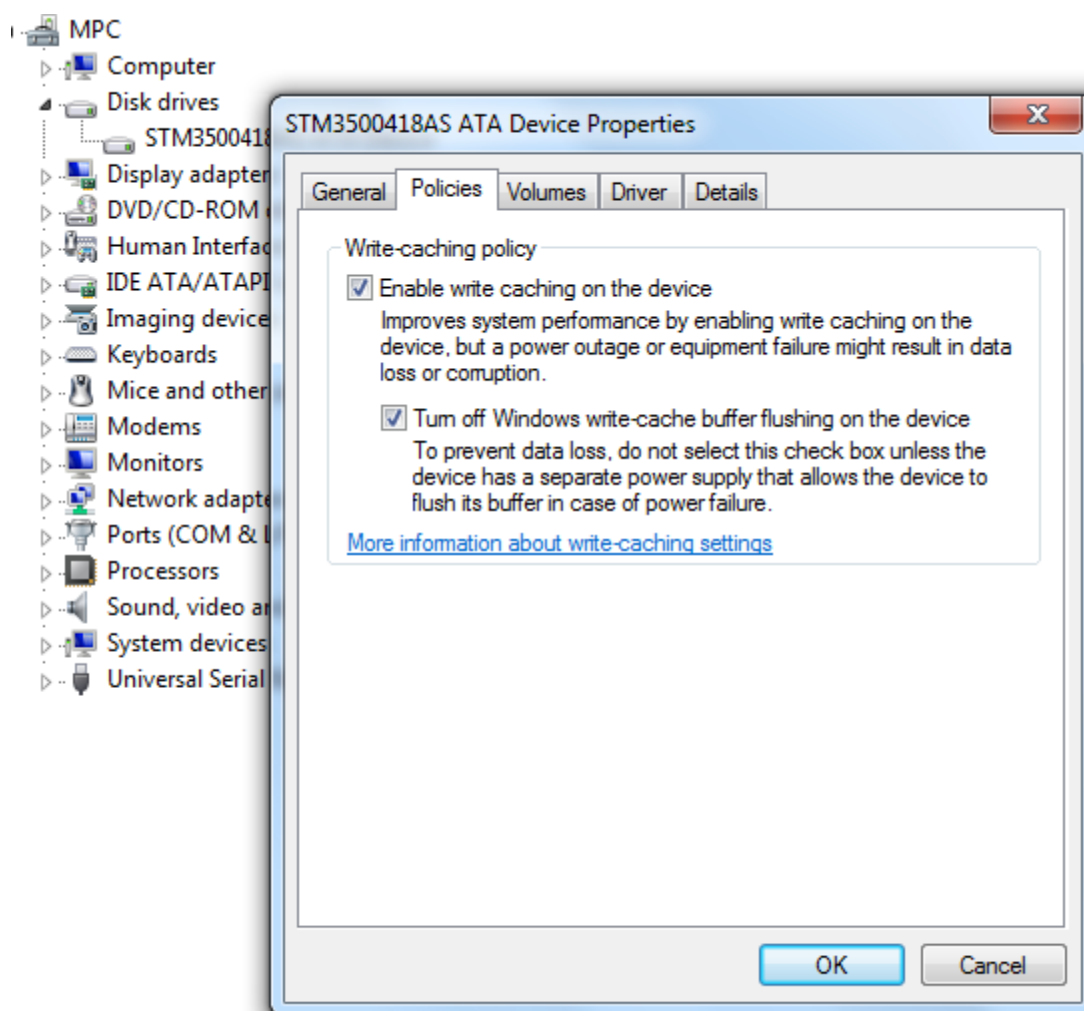 MPC
Computer
Disk drives
STM350041
Display adapter
DVD/CD-ROM
Human Interfac
IDE ATA/ATAPI
Imaging device
Keyboards
Mice and other
Modems
Monitors
Network adapte
Ports (COM &
Processors
Sound, video a
System devices
Universal Serial
STM3500418AS ATA Device Properties
General Policies Volumes Driver Details
Write-caching policy
Enable write caching on the device
Improves system performance by enabling write caching on the
device, but a power outage or equipment failure might result in data
loss or corruption.
Turn off Windows write-cache buffer flushing on the device
To prevent data loss, do not select this check box unless the
device has a separate power supply that allows the device to
flush its buffer in case of power failure.
More information about write-caching settings
OK Cancel